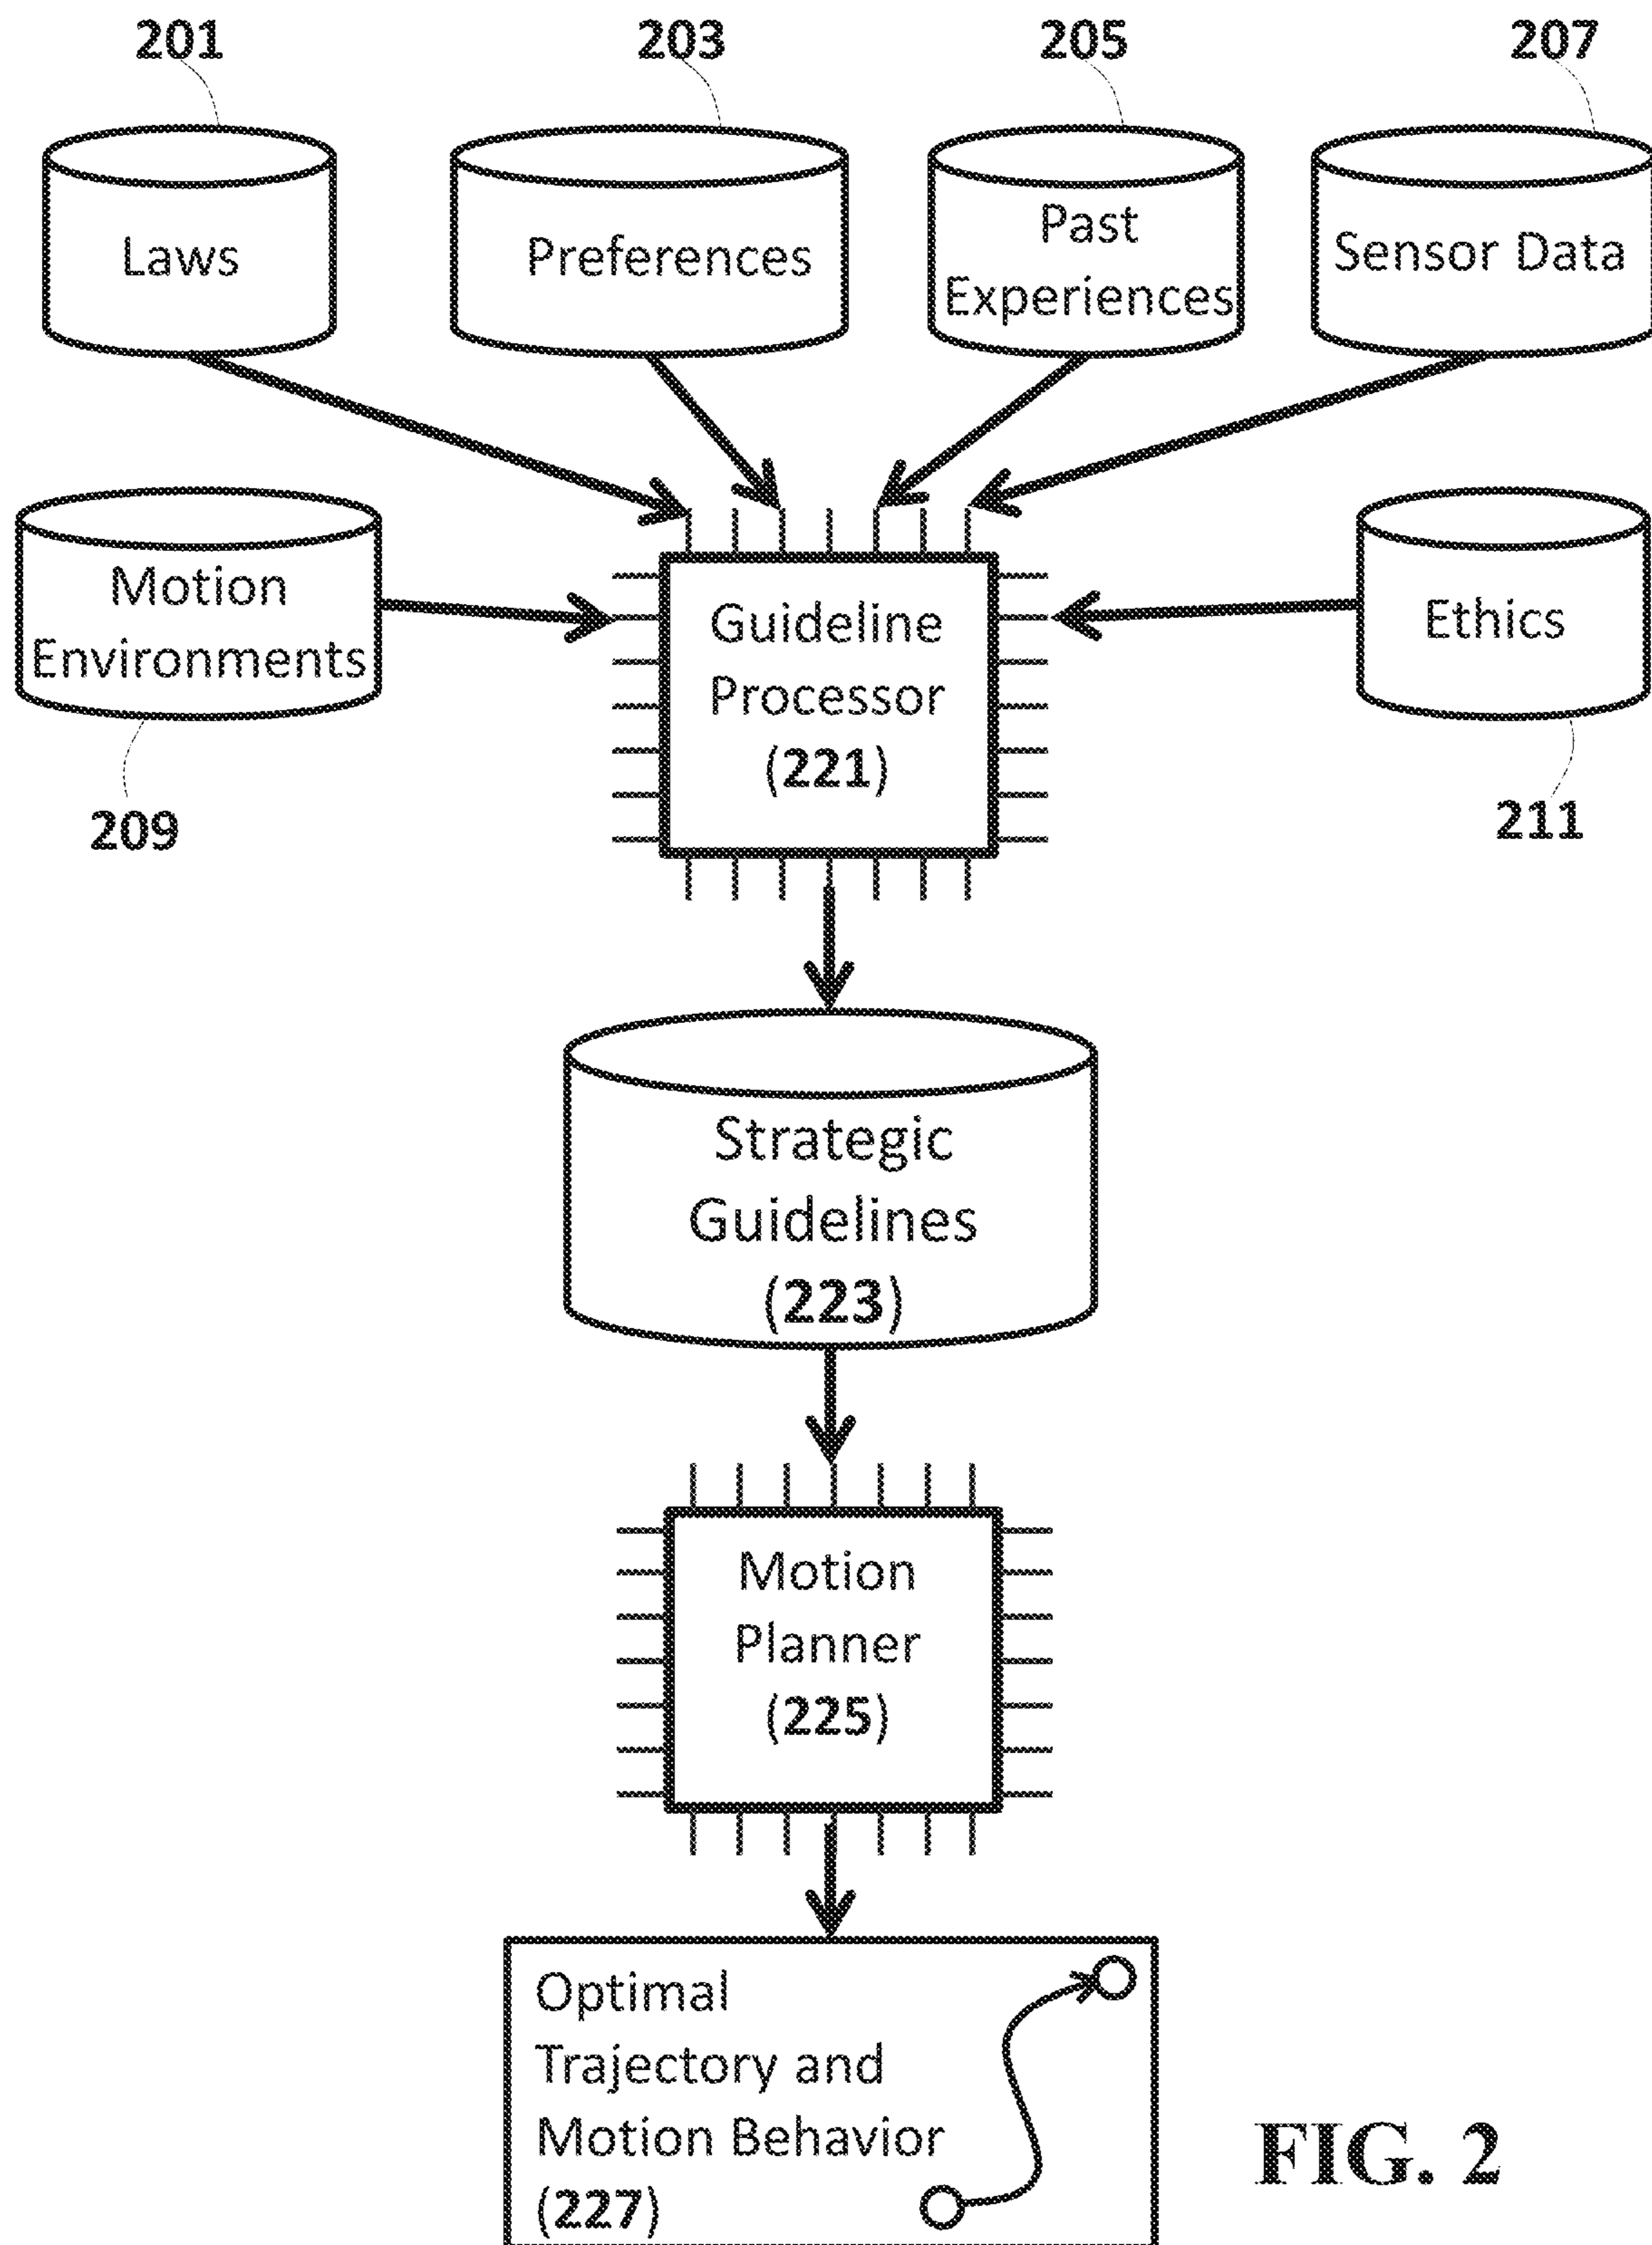 201
203
205
207
Laws
Preferences
Past
Experiences
Sensor Data
Motion
Environments
Guideline
Processor
(221)
Ethics
209
211
Strategic
Guidelines
(223)
Motion
Planner
(225)
Optimal
Trajectory and
Motion Behavior
(227)
FIG. 2